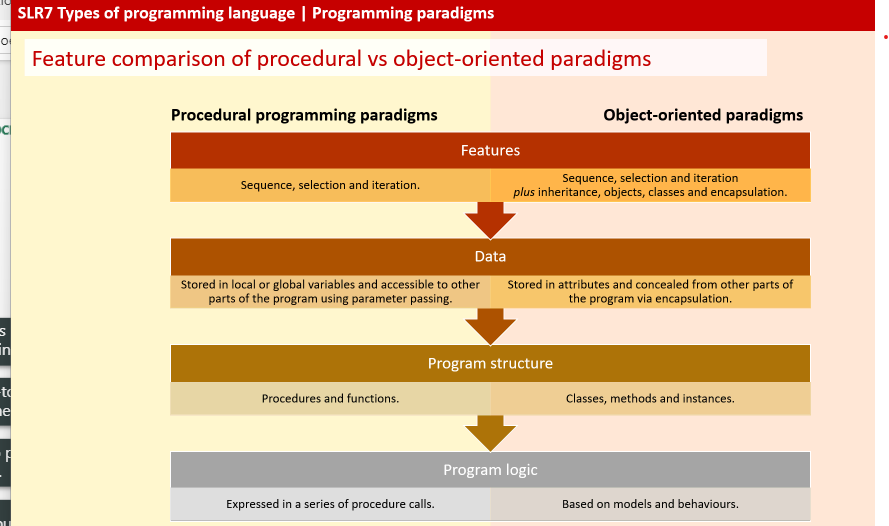 SLR7 Types of programming language | Programming paradigms
Feature comparison of procedural vs object-oriented paradigms
Procedural programming paradigms
Object-oriented paradigms
Features
Sequence, selection and iteration.
Sequence, selection and iteration
plus inheritance, objects, classes and encapsulation.
Data
Stored in local or global variables and accessible to other
parts of the program using parameter passing.
Stored in attributes and concealed from other parts of
the program via encapsulation.
Program structure
Procedures and functions.
Classes, methods and instances.
Program logic
Expressed in a series of procedure calls.
Based on models and behaviours.